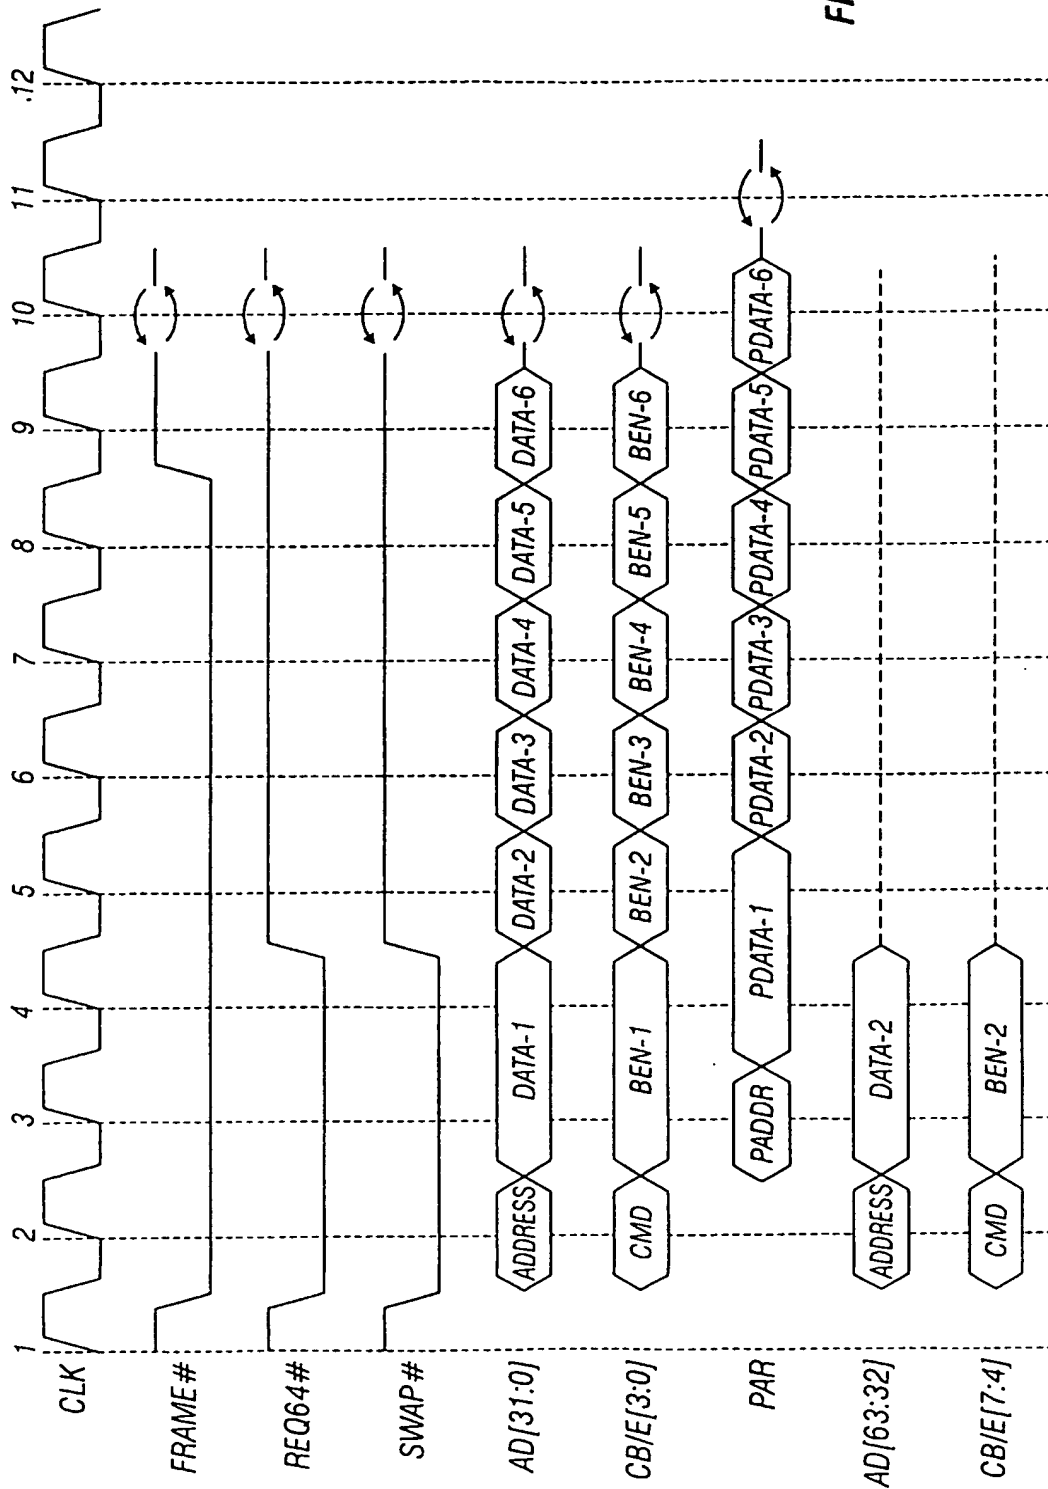 1 2 3 4 5 6 7 8 9 10 11 .12
CLK
FRAME#
REQ64#
SWAP#
AD[31:0] ADDRESS DATA-1 DATA-2 DATA-3 DATA-4 DATA-5 DATA-6
CB/E[3:0] CMD BEN-1 BEN-2 BEN-3 BEN-4 BEN-5 BEN-6
PAR PADDR PDATA-1 PDATA-2 PDATA-3 PDATA-4 PDATA-5 PDATA-6
AD[63:32] ADDRESS DATA-2
CB/E[7:4] CMD BEN-2